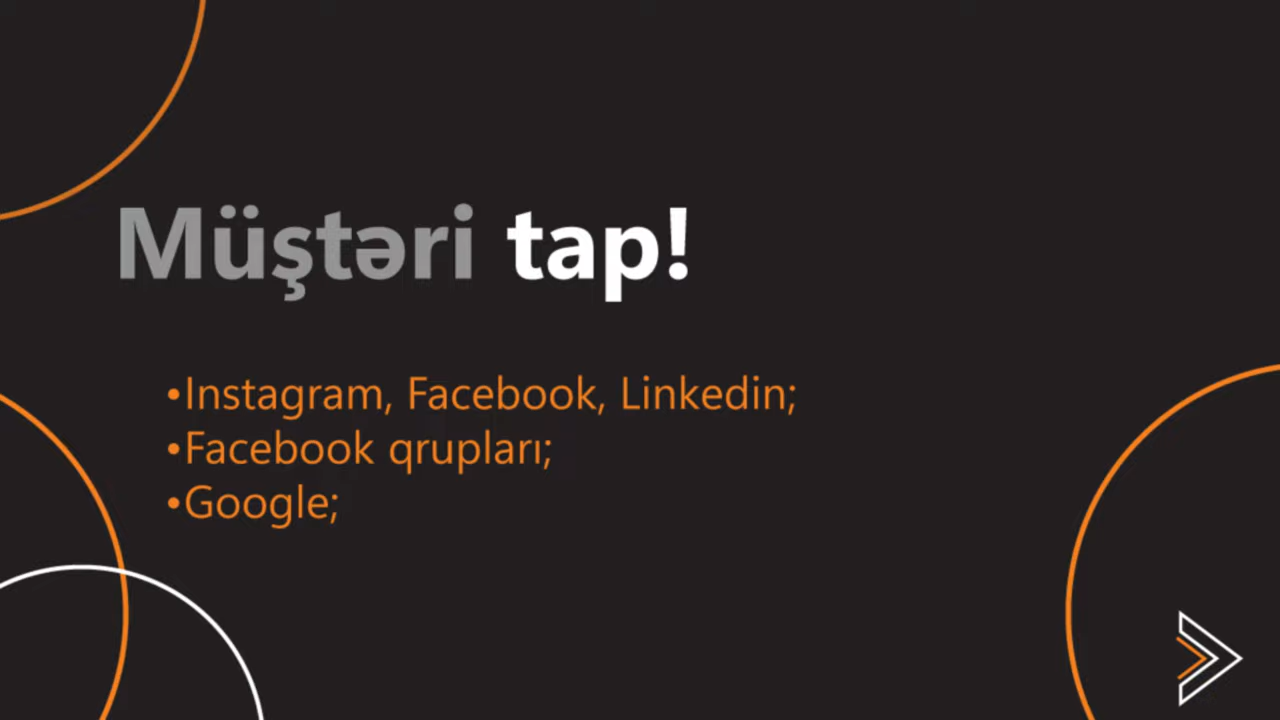 Müştəri tap!
•Instagram, Facebook, Linkedin;
•Facebook qrupları;
•Google;